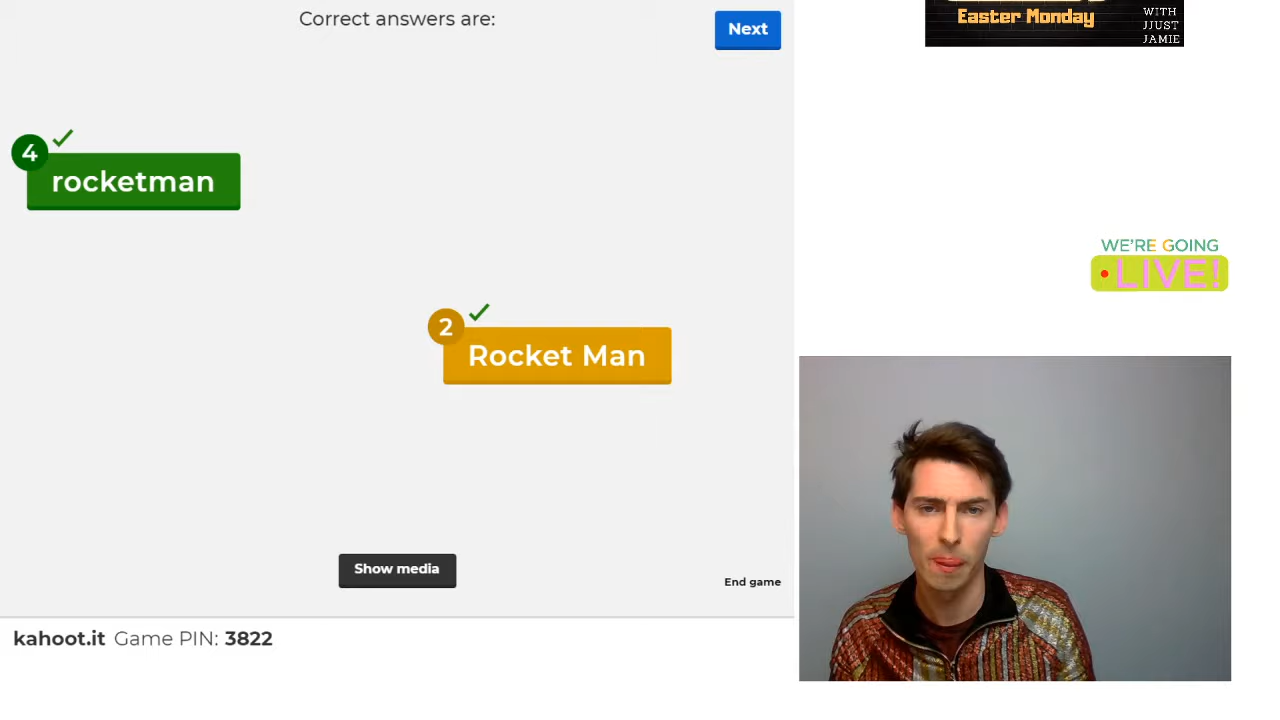 Correct answers are:
Next
Easter Monday
WITH
JJUST
JAMIE
4
rocketman
WE'RE GOING
LIVE!
2
Rocket Man
Show media
End game
kahoot.it Game PIN: 3822